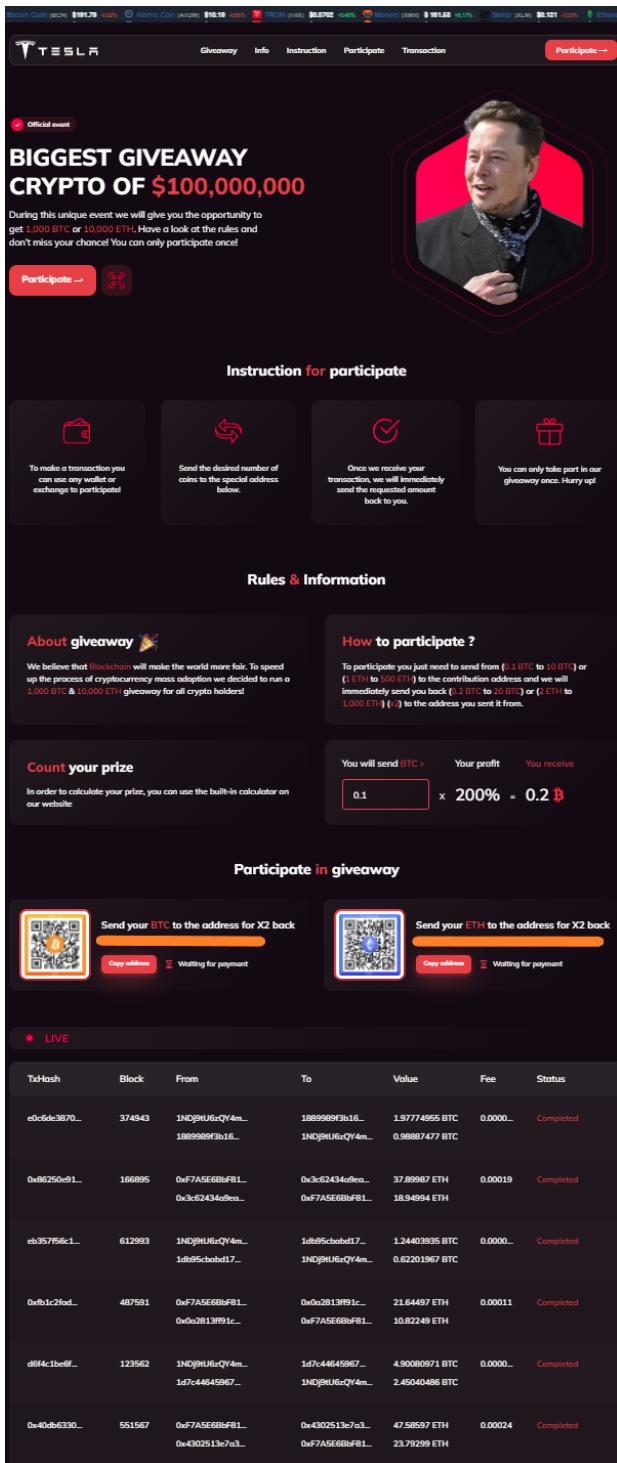 Bitcoin Cash (BCH) $191.79 Atomic Coin $10.19 TRON (TRX) $0.0702 Monero (XMR) $161.53 Stellar (XLM) $0.131
TESLA Giveaway Info Instruction Participate Transaction Participate →
Official event
BIGGEST GIVEAWAY
CRYPTO OF $100,000,000
During this unique event we will give you the opportunity to
get 1,000 BTC or 10,000 ETH. Have a look at the rules and
don't miss your chance! You can only participate once!
Participate →
Instruction for participate
To make a transaction you
can use any wallet or
exchange to participate!
Send the desired number of
coins to the special address
below.
Once we receive your
transaction, we will immediately
send the requested amount
back to you.
You can only take part in our
giveaway once. Hurry up!
Rules & Information
About giveaway 🎉
We believe that Blockchain will make the world more fair. To speed
up the process of cryptocurrency mass adoption we decided to run a
1,000 BTC & 10,000 ETH giveaway for all crypto holders!
How to participate ?
To participate you just need to send from (0.1 BTC to 10 BTC) or
(1 ETH to 500 ETH) to the contribution address and we will
immediately send you back (0.2 BTC to 20 BTC) or (2 ETH to
1,000 ETH) (x2) to the address you sent it from.
Count your prize
In order to calculate your prize, you can use the built-in calculator on
our website
You will send BTC > Your profit You receive
0.1 x 200% = 0.2 ₿
Participate in giveaway
Send your BTC to the address for X2 back
Copy address Waiting for payment
Send your ETH to the address for X2 back
Copy address Waiting for payment
LIVE
TxHash Block From To Value Fee Status
e0c6de3870... 374943 1NDj9tU6zQY4m... 1889989f3b16... 1.97774955 BTC 0.0000... Completed
1889989f3b16... 1NDj9tU6zQY4m... 0.98887477 BTC
0x86250e91... 166895 0xF7A5E6BbF81... 0x3c62434a9ea... 37.89987 ETH 0.00019 Completed
0x3c62434a9ea... 0xF7A5E6BbF81... 18.94994 ETH
eb357f56c1... 612993 1NDj9tU6zQY4m... 1db95cbabd17... 1.24403935 BTC 0.0000... Completed
1db95cbabd17... 1NDj9tU6zQY4m... 0.62201967 BTC
0xfb1c2fad... 487591 0xF7A5E6BbF81... 0x0a2813ff91c... 21.64497 ETH 0.00011 Completed
0x0a2813ff91c... 0xF7A5E6BbF81... 10.82249 ETH
d6f4c1be6f... 123562 1NDj9tU6zQY4m... 1d7c44645967... 4.90080971 BTC 0.0000... Completed
1d7c44645967... 1NDj9tU6zQY4m... 2.45040486 BTC
0x40db6330... 551567 0xF7A5E6BbF81... 0x4302513e7a3... 47.58597 ETH 0.00024 Completed
0x4302513e7a3... 0xF7A5E6BbF81... 23.79299 ETH